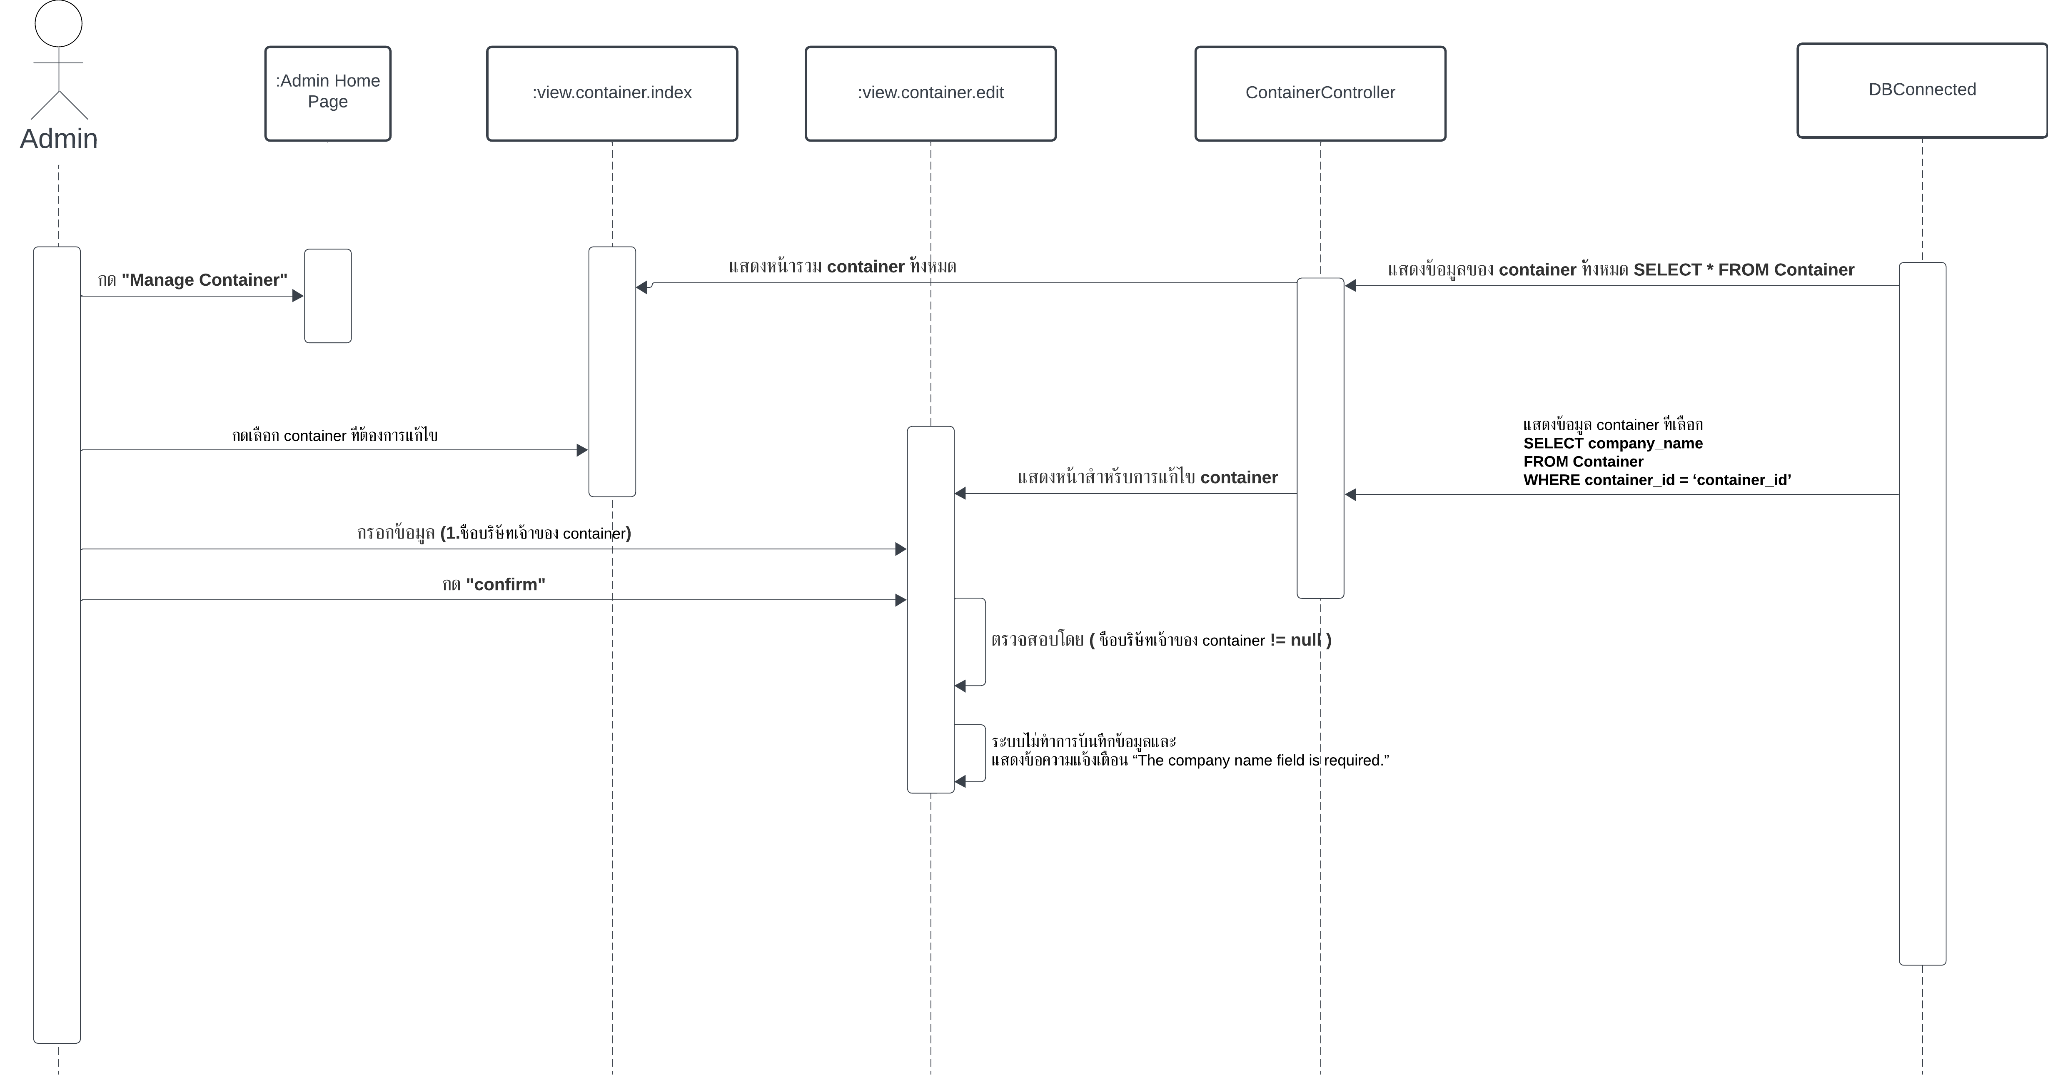 Admin
:Admin Home
Page
:view.container.index
:view.container.edit
ContainerController
DBConnected
กด "Manage Container"
แสดงหน้ารวม container ทั้งหมด
แสดงข้อมูลของ container ทั้งหมด SELECT * FROM Container
กดเลือก container ที่ต้องการแก้ไข
แสดงข้อมูล container ที่เลือก
SELECT company_name
FROM Container
WHERE container_id = ‘container_id’
แสดงหน้าสำหรับการแก้ไข container
กรอกข้อมูล (1.ชื่อบริษัทเจ้าของ container)
กด "confirm"
ตรวจสอบโดย ( ชื่อบริษัทเจ้าของ container != null )
ระบบไม่ทำการบันทึกข้อมูลและ
แสดงข้อความแจ้งเตือน “The company name field is required.”